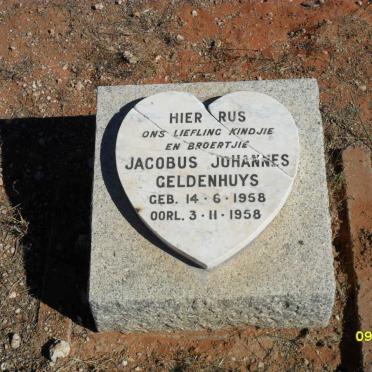 HIER RUS
ONS LIEFLING KINDJIE
EN BROERTJIE
JACOBUS JOHANNES
GELDENHUYS
GEB. 14·6·1958
OORL. 3·11·1958
09